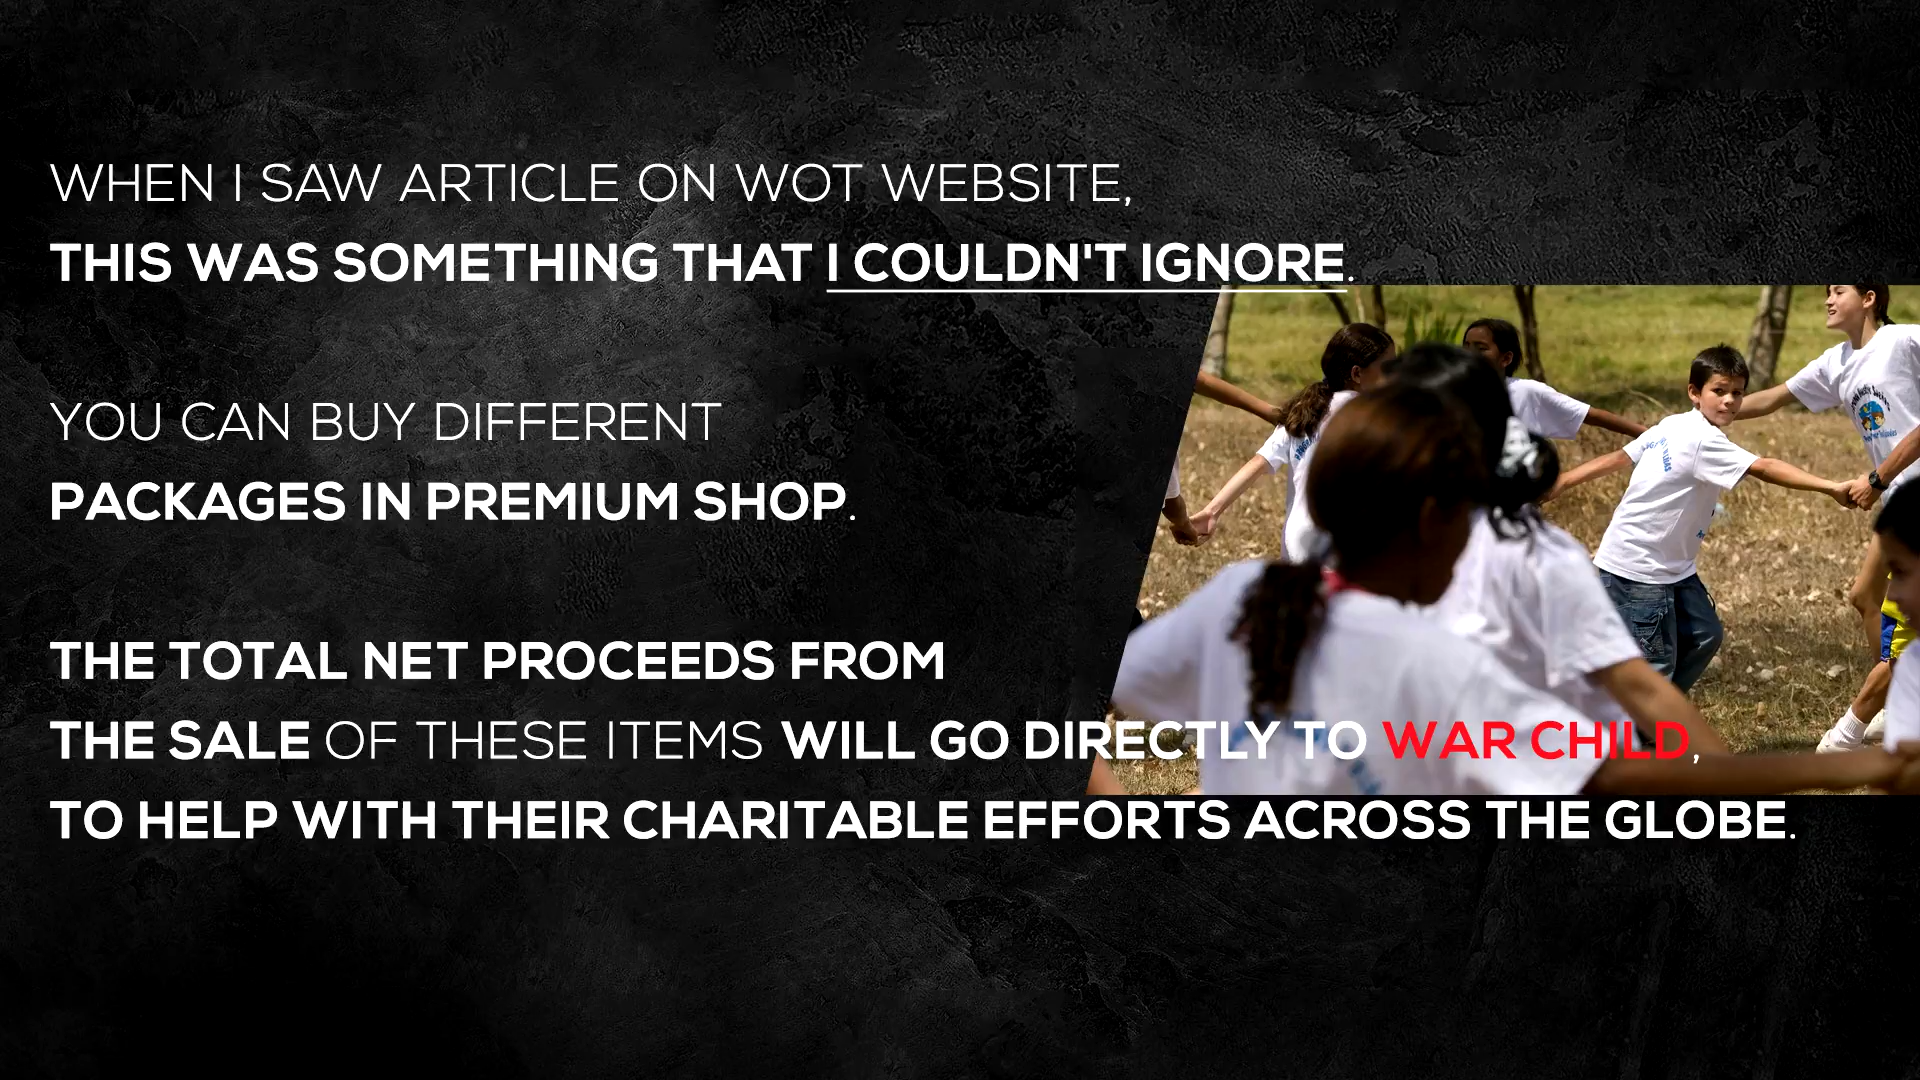 WHEN I SAW ARTICLE ON WOT WEBSITE,
THIS WAS SOMETHING THAT I COULDN'T IGNORE.
YOU CAN BUY DIFFERENT
PACKAGES IN PREMIUM SHOP.
THE TOTAL NET PROCEEDS FROM
THE SALE OF THESE ITEMS WILL GO DIRECTLY TO WAR CHILD,
TO HELP WITH THEIR CHARITABLE EFFORTS ACROSS THE GLOBE.